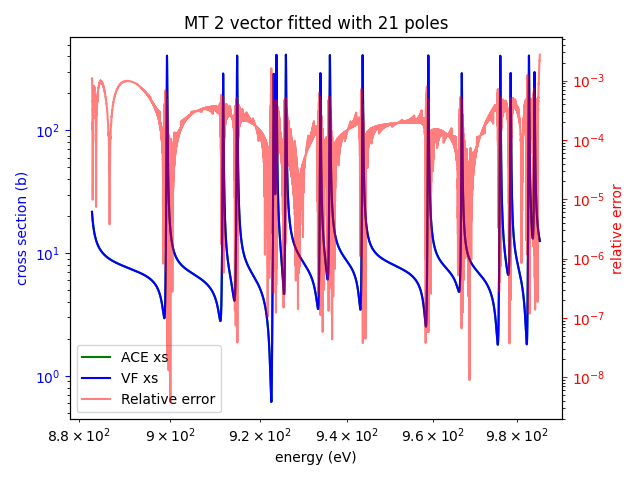 MT 2 vector fitted with 21 poles
cross section (b)
10²
10¹
10⁰
10⁻³
10⁻⁴
10⁻⁵
10⁻⁶
10⁻⁷
10⁻⁸
relative error
ACE xs
VF xs
Relative error
8.8 × 10² 9 × 10² 9.2 × 10² 9.4 × 10² 9.6 × 10² 9.8 × 10²
energy (eV)